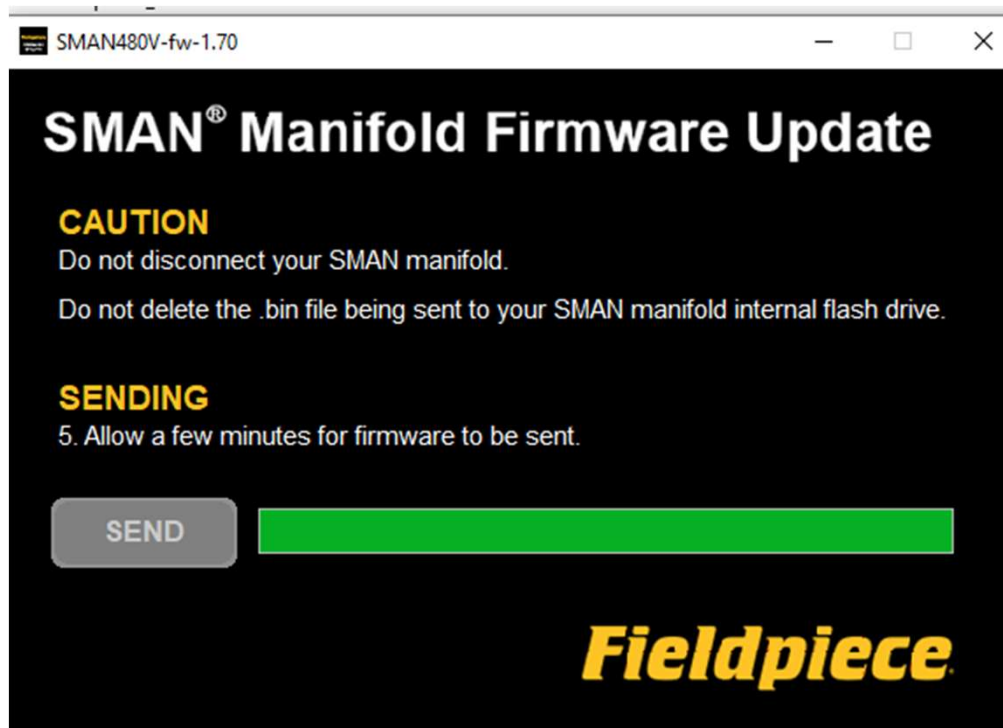 SMAN480V-fw-1.70
SMAN® Manifold Firmware Update
CAUTION
Do not disconnect your SMAN manifold.
Do not delete the .bin file being sent to your SMAN manifold internal flash drive.
SENDING
5. Allow a few minutes for firmware to be sent.
SEND
Fieldpiece